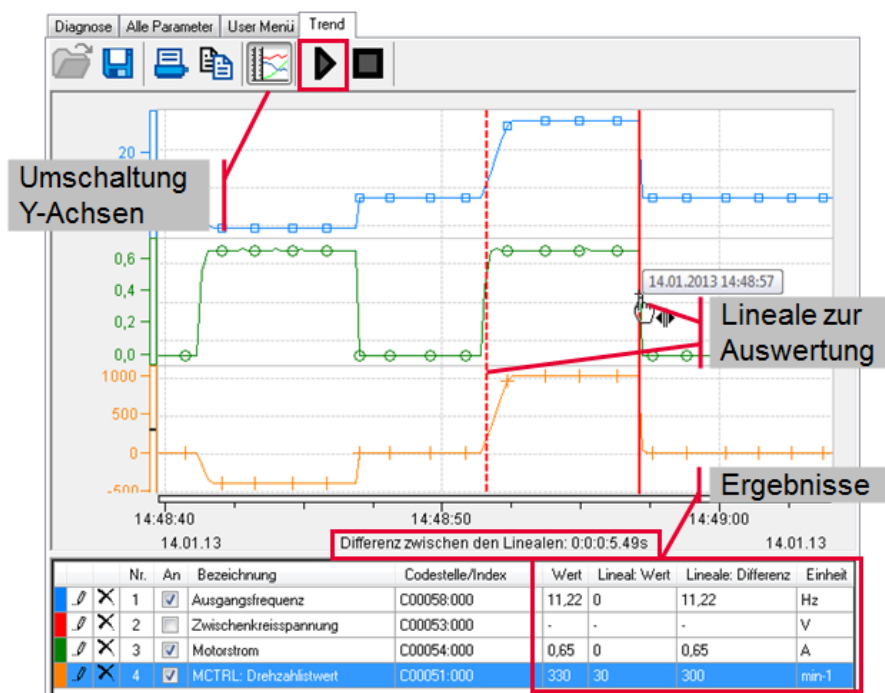 Diagnose Alle Parameter User Menü Trend
Umschaltung
Y-Achsen
20
0,6
0,4
0,2
0,0
1000
500
0
-500
14.01.2013 14:48:57
Lineale zur
Auswertung
Ergebnisse
14:48:40 14:48:50 14:49:00
14.01.13 Differenz zwischen den Linealen: 0:0:0:5.49s 14.01.13
Nr. An Bezeichnung Codestelle/Index Wert Lineal: Wert Lineale: Differenz Einheit
1 Ausgangsfrequenz C00058:000 11,22 0 11,22 Hz
2 Zwischenkreisspannung C00053:000 - - - V
3 Motorstrom C00054:000 0,65 0 0,65 A
4 MCTRL: Drehzahlistwert C00051:000 330 30 300 min-1